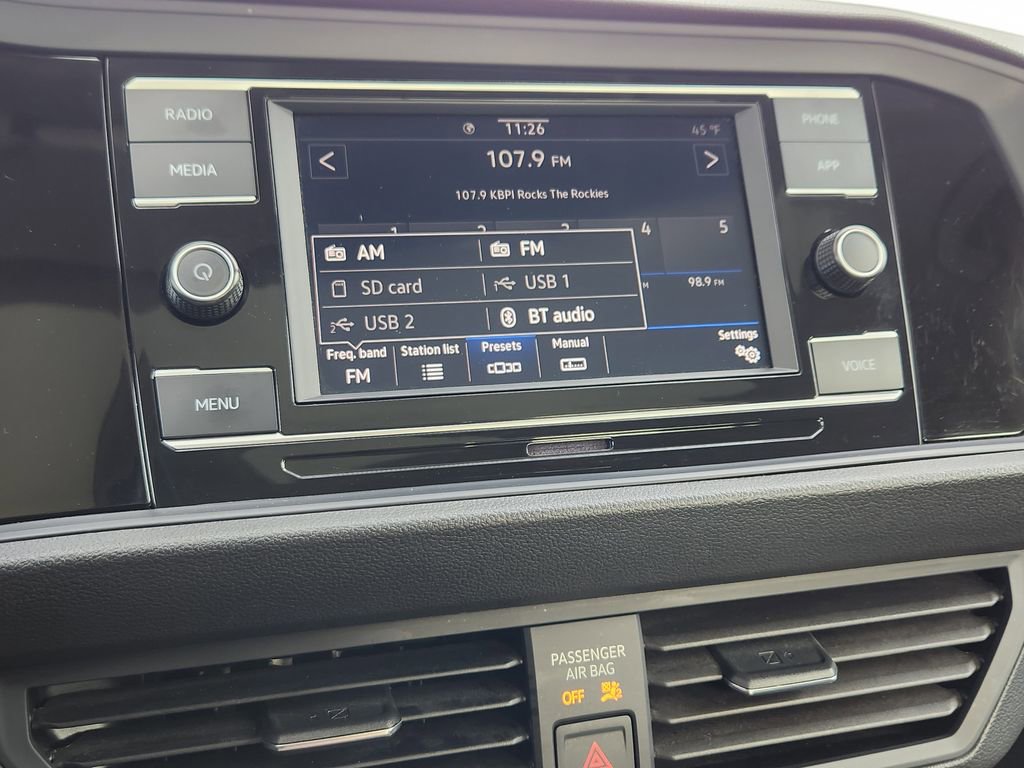 RADIO
MEDIA
MENU
11:26
45 °F
107.9 FM
107.9 KBPI Rocks The Rockies
1 2 3 4 5
AM FM
SD card USB 1
2 USB 2 BT audio
98.9 FM
Freq. band Station list Presets Manual Settings
FM
PHONE
APP
VOICE
PASSENGER
AIR BAG
OFF